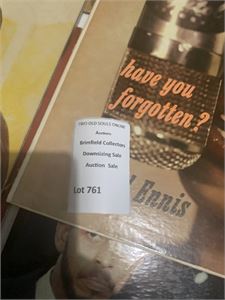 have you
forgotten?
TWO OLD SOULS ONLINE
Auctions
Brimfield Collectors
Downsizing Sale
Auction Sale
Lot 761
Ennis